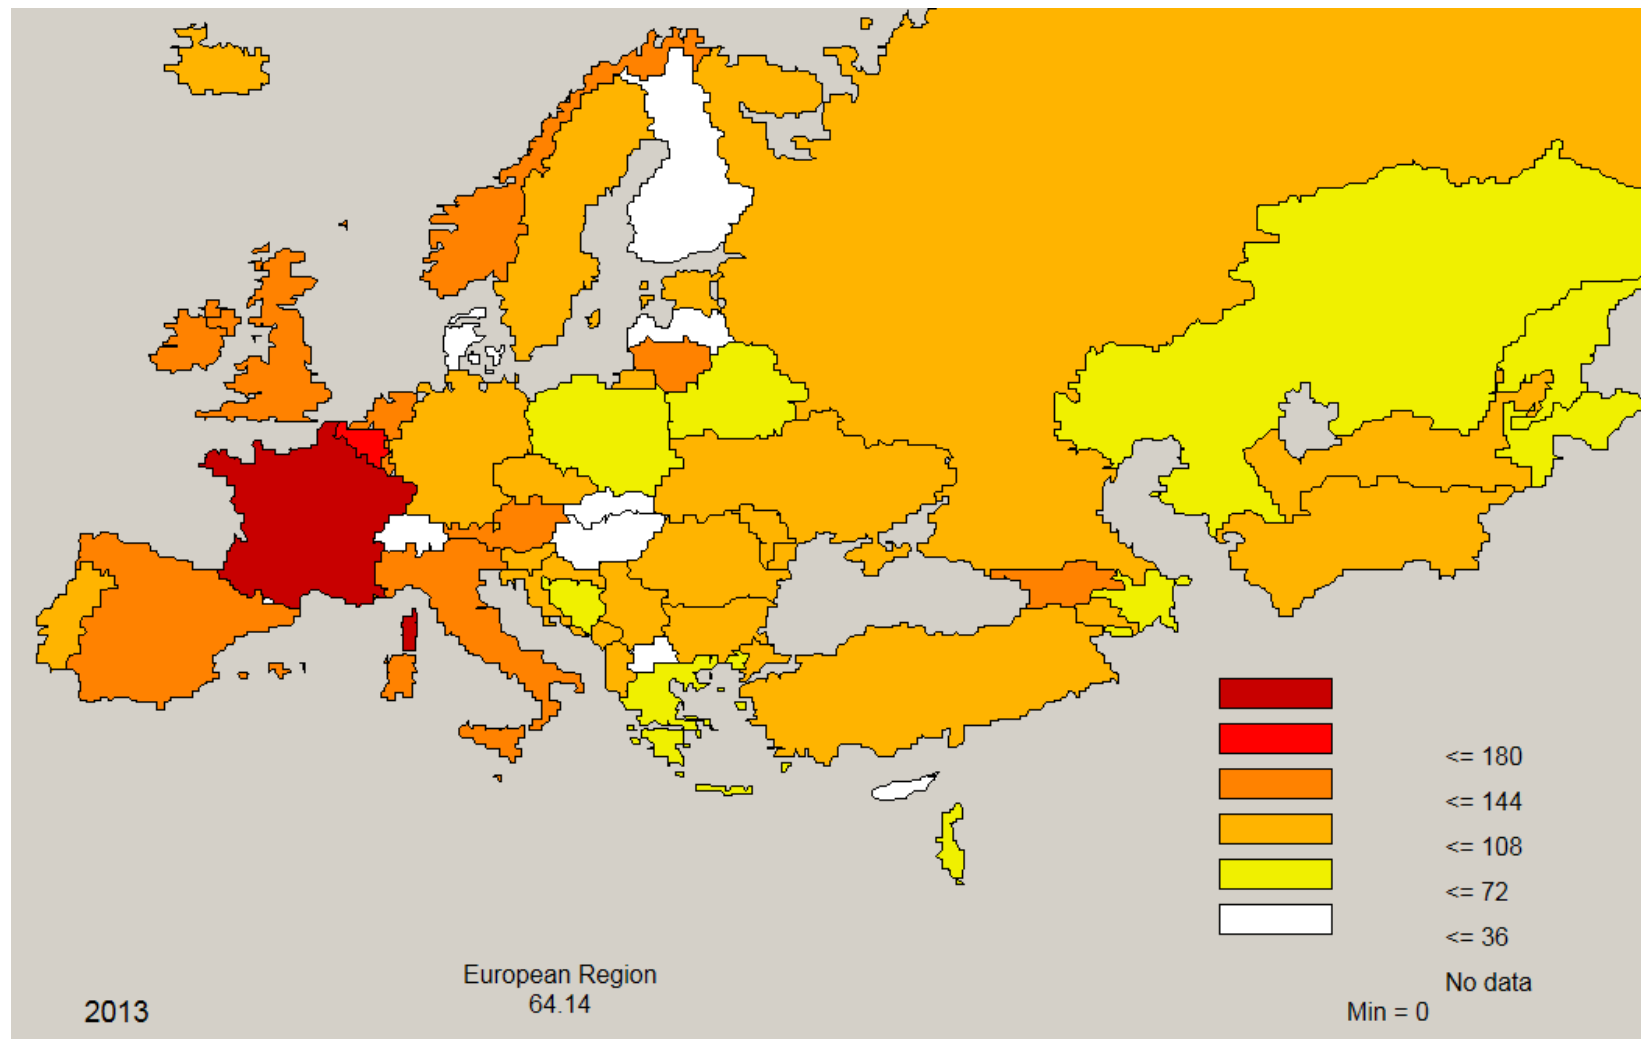 <= 180
<= 144
<= 108
<= 72
<= 36
No data
European Region
64.14
2013
Min = 0